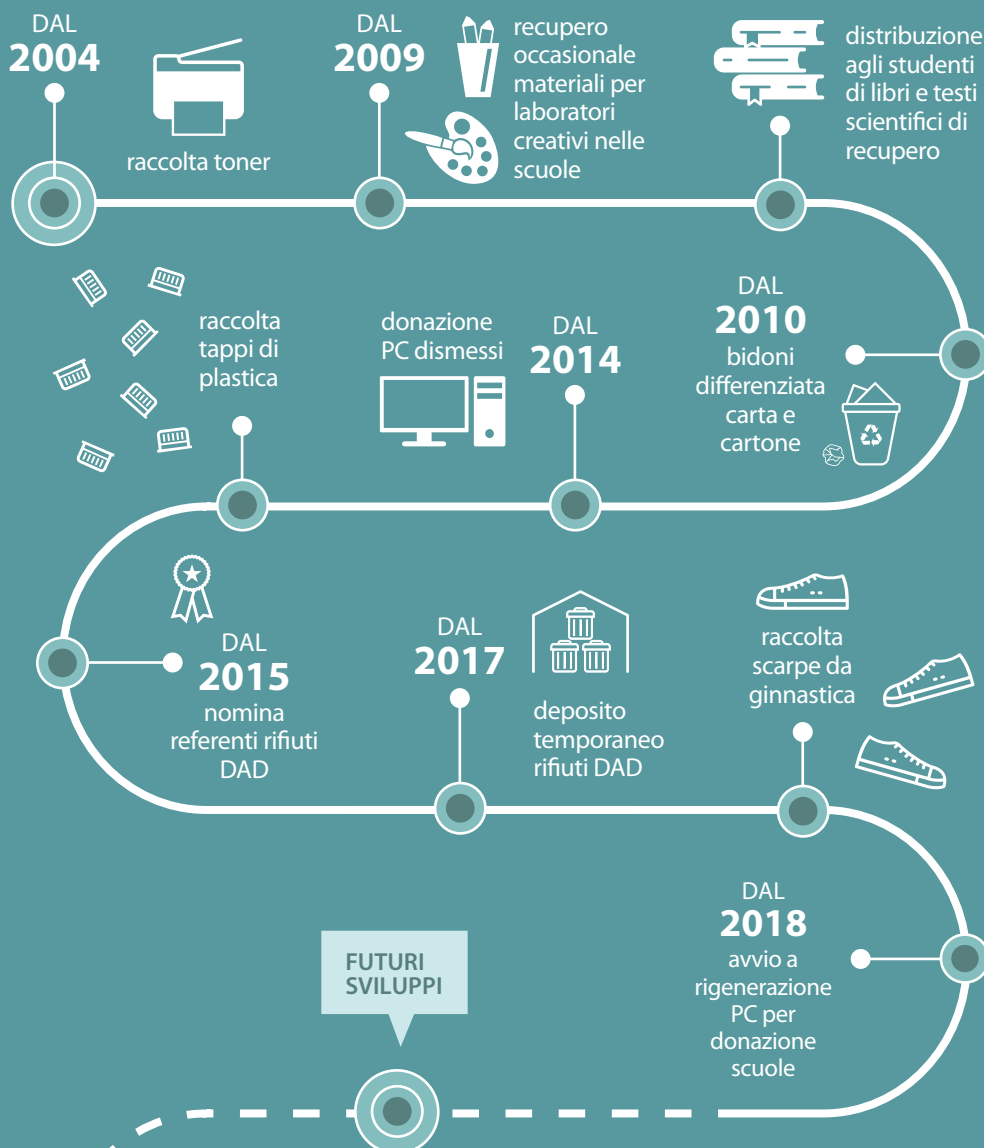 DAL
2004
raccolta toner
DAL
2009
recupero
occasionale
materiali per
laboratori
creativi nelle
scuole
distribuzione
agli studenti
di libri e testi
scientifici di
recupero
DAL
2010
bidoni
differenziata
carta e
cartone
DAL
2014
donazione
PC dismessi
raccolta
tappi di
plastica
DAL
2015
nomina
referenti rifiuti
DAD
DAL
2017
deposito
temporaneo
rifiuti DAD
raccolta
scarpe da
ginnastica
DAL
2018
avvio a
rigenerazione
PC per
donazione
scuole
FUTURI
SVILUPPI